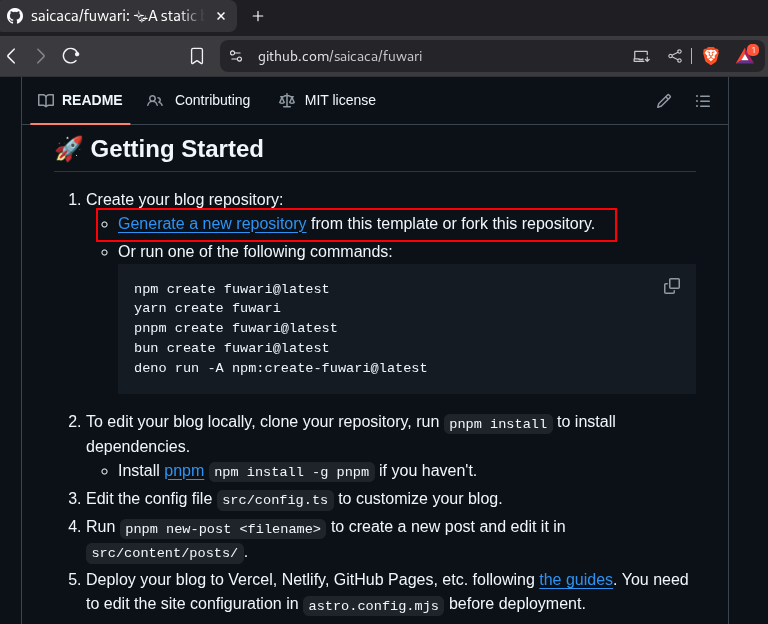 saicaca/fuwari: ✨A static
github.com/saicaca/fuwari
1
README
Contributing
MIT license
🚀 Getting Started
1. Create your blog repository:
Generate a new repository from this template or fork this repository.
Or run one of the following commands:
npm create fuwari@latest
yarn create fuwari
pnpm create fuwari@latest
bun create fuwari@latest
deno run -A npm:create-fuwari@latest
2. To edit your blog locally, clone your repository, run pnpm install to install
dependencies.
Install pnpm npm install -g pnpm if you haven't.
3. Edit the config file src/config.ts to customize your blog.
4. Run pnpm new-post <filename> to create a new post and edit it in
src/content/posts/.
5. Deploy your blog to Vercel, Netlify, GitHub Pages, etc. following the guides. You need
to edit the site configuration in astro.config.mjs before deployment.